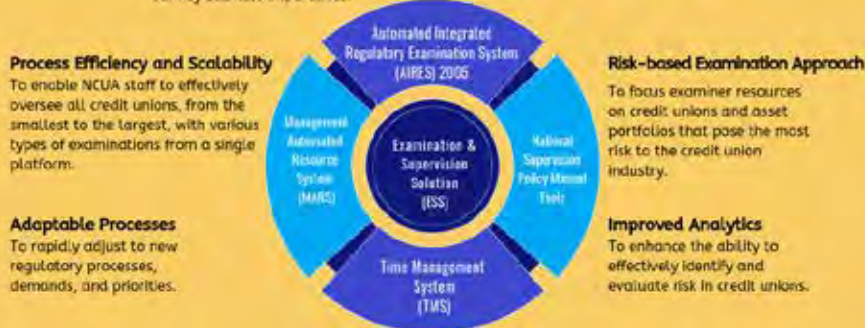 Automated Integrated
Regulatory Examination System
(AIRES) 2005
Process Efficiency and Scalability
To enable NCUA staff to effectively
oversee all credit unions, from the
smallest to the largest, with various
types of examinations from a single
platform.
Adaptable Processes
To rapidly adjust to new
regulatory processes,
demands, and priorities.
Management
Automated
Resource
System
(MARS)
Examination &
Supervision
Solution
(ESS)
National
Supervision
Policy Manual
Tools
Time Management
System
(TMS)
Risk-based Examination Approach
To focus examiner resources
on credit unions and asset
portfolios that pose the most
risk to the credit union
industry.
Improved Analytics
To enhance the ability to
effectively identify and
evaluate risk in credit unions.